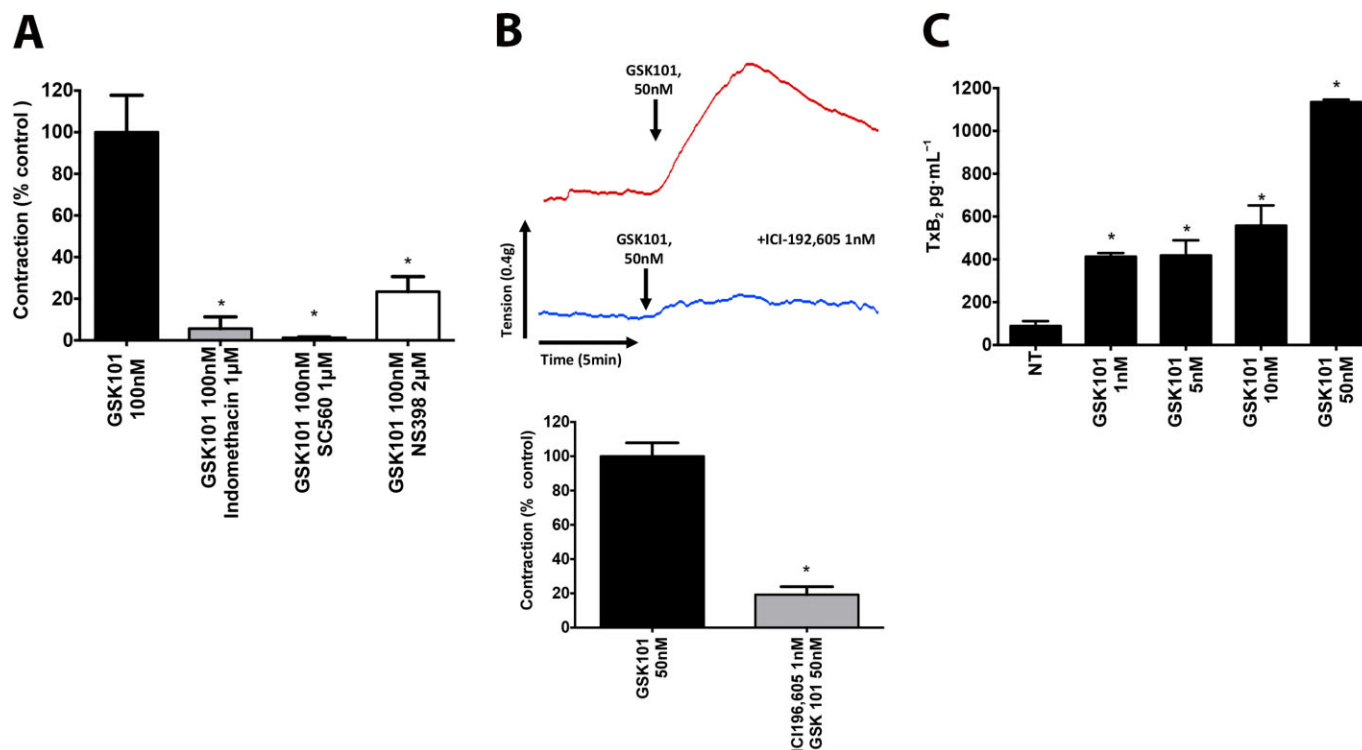 A
Contraction (% control )
120
100
80
60
40
20
0
*
*
*
GSK101
100nM
GSK101 100nM
Indomethacin 1µM
GSK101 100nM
SC560 1µM
GSK101 100nM
NS398 2µM
B
GSK101,
50nM
GSK101,
50nM
+ICI-192,605 1nM
Tension (0.4g)
Time (5min)
Contraction (% control)
120
100
80
60
40
20
0
*
GSK101
50nM
ICI196,605 1nM
GSK 101 50nM
C
TxB₂ pg·mL⁻¹
1200
1000
800
600
400
200
0
*
*
*
*
NT
GSK101
1nM
GSK101
5nM
GSK101
10nM
GSK101
50nM